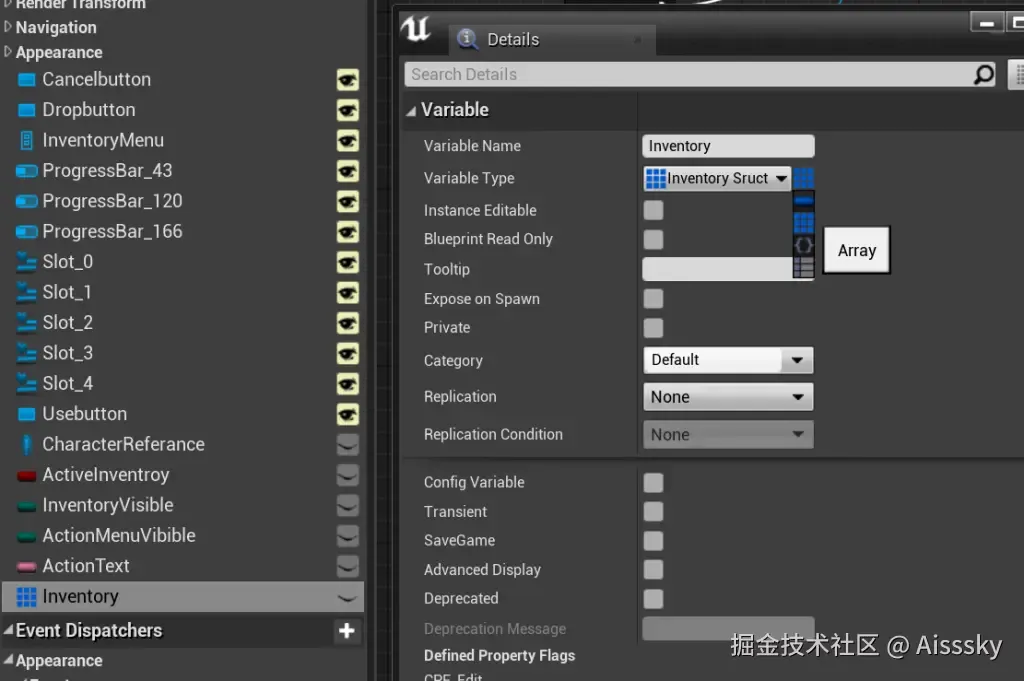 Render Transform
Navigation
Appearance
Cancelbutton
Dropbutton
InventoryMenu
ProgressBar_43
ProgressBar_120
ProgressBar_166
Slot_0
Slot_1
Slot_2
Slot_3
Slot_4
Usebutton
CharacterReferance
ActiveInventroy
InventoryVisible
ActionMenuVibible
ActionText
Inventory
Event Dispatchers
Appearance
Details
Search Details
Variable
Variable Name
Inventory
Variable Type
Inventory Sruct
Instance Editable
Blueprint Read Only
Array
Tooltip
Expose on Spawn
Private
Category
Default
Replication
None
Replication Condition
None
Config Variable
Transient
SaveGame
Advanced Display
Deprecated
Deprecation Message
Defined Property Flags
CPF_Edit
掘金技术社区 @ Aisssky